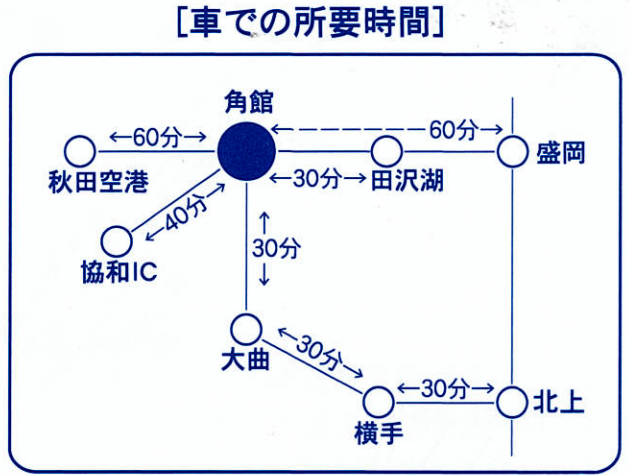 [車での所要時間]
角館
←60分→
←−−−−60分→
秋田空港
←30分→
田沢湖
盛岡
←40分→
協和IC
↑
30分
↓
大曲
←30分→
←30分→
横手
北上